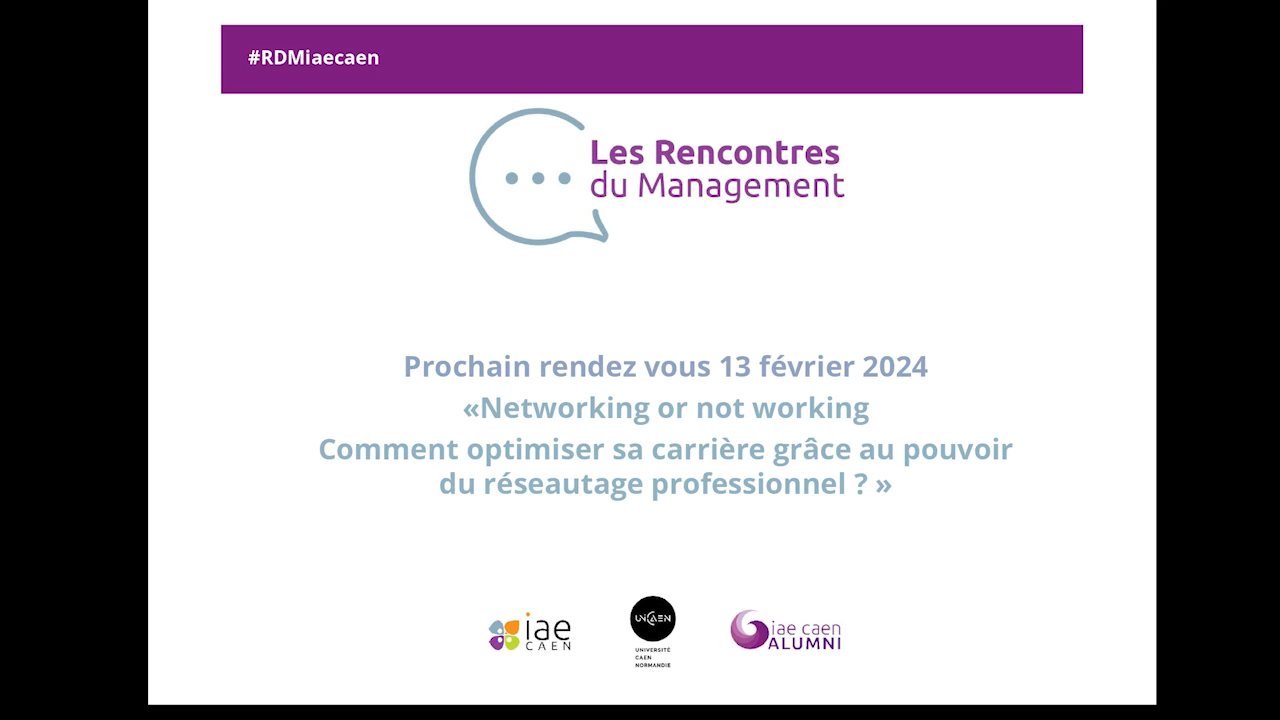 #RDMiaecaen
Les Rencontres
du Management
Prochain rendez vous 13 février 2024
«Networking or not working
Comment optimiser sa carrière grâce au pouvoir
du réseautage professionnel ? »
iae
CAEN
UNICAEN
UNIVERSITÉ
CAEN
NORMANDIE
iae caen
ALUMNI